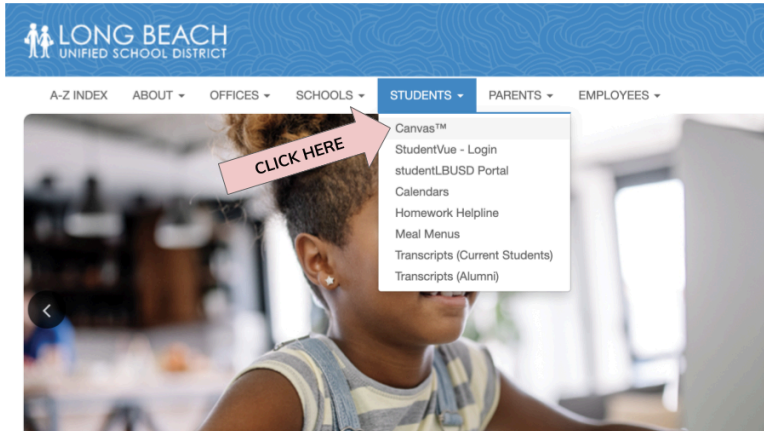 LONG BEACH
UNIFIED SCHOOL DISTRICT
A-Z INDEX ABOUT OFFICES SCHOOLS STUDENTS PARENTS EMPLOYEES
Canvas™
CLICK HERE
StudentVue - Login
studentLBUSD Portal
Calendars
Homework Helpline
Meal Menus
Transcripts (Current Students)
Transcripts (Alumni)